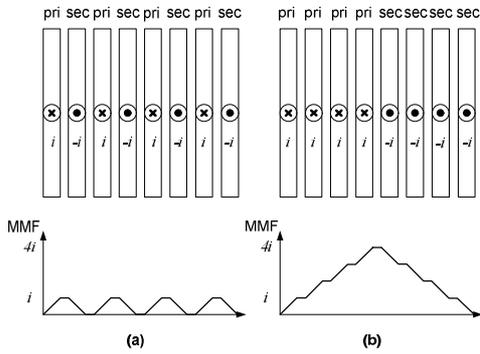 pri sec pri sec pri sec pri sec
i -i i -i i -i i -i
MMF
4i
i
(a)
pri pri pri pri sec sec sec sec
i i i i -i -i -i -i
MMF
4i
i
(b)